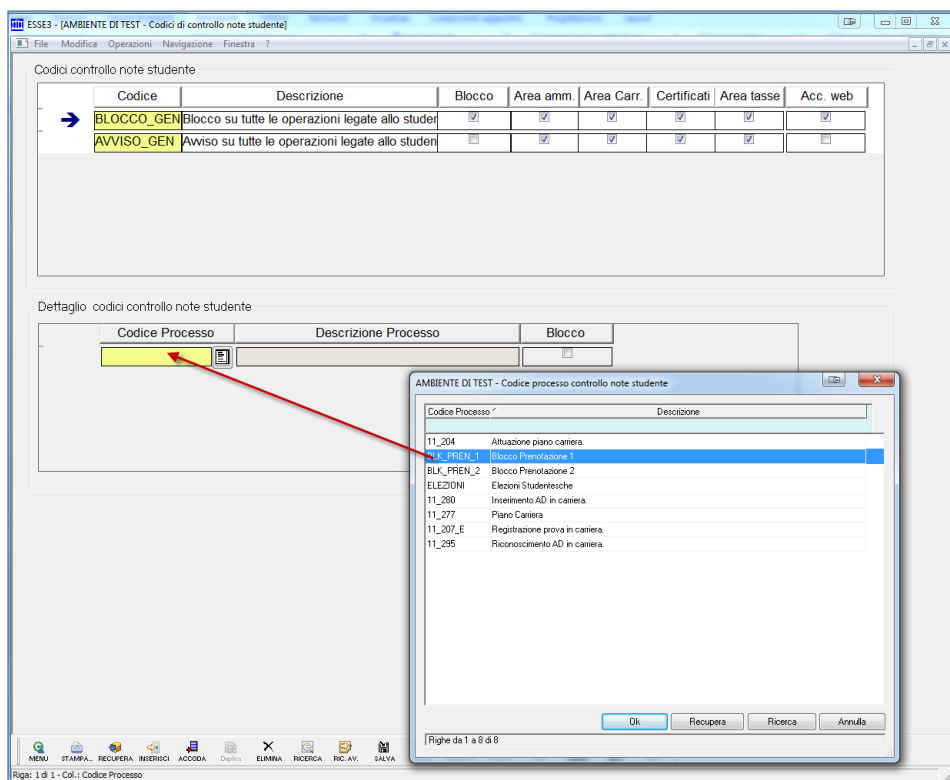 ESSE3 - [AMBIENTE DI TEST - Codici di controllo note studente]
File Modifica Operazioni Navigazione Finestra ?
Codici controllo note studente
Codice Descrizione Blocco Area amm. Area Carr. Certificati Area tasse Acc. web
BLOCCO_GEN Blocco su tutte le operazioni legate allo studer
AVVISO_GEN Avviso su tutte le operazioni legate allo studen
Dettaglio codici controllo note studente
Codice Processo Descrizione Processo Blocco
AMBIENTE DI TEST - Codice processo controllo note studente
Codice Processo Descrizione
11_204 Attuazione piano carriera.
BLK_PREN_1 Blocco Prenotazione 1
BLK_PREN_2 Blocco Prenotazione 2
ELEZIONI Elezioni Studentesche
11_280 Inserimento AD in carriera.
11_277 Piano Carriera
11_207_E Registrazione prova in carriera.
11_295 Riconoscimento AD in carriera.
Ok Recupera Ricerca Annulla
Righe da 1 a 8 di 8
MENU STAMPA... RECUPERA INSERISCI ACCODA Duplica ELIMINA RICERCA RIC. AV. SALVA
Riga: 1 di 1 - Col.: Codice Processo